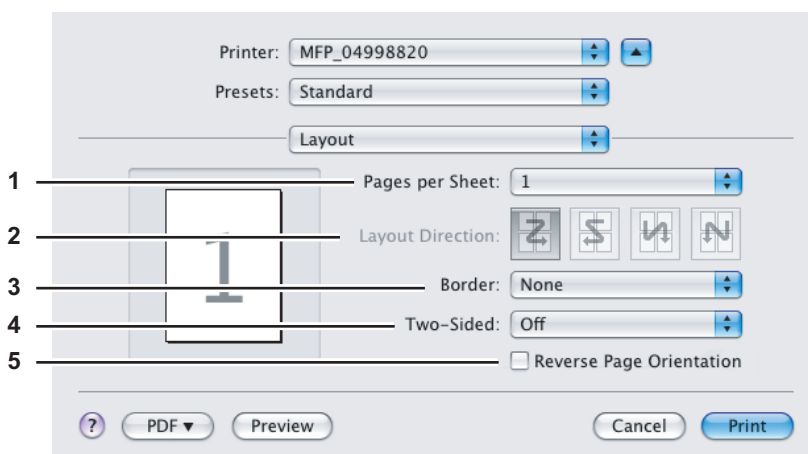 Printer: MFP_04998820
Presets: Standard
Layout
1 Pages per Sheet: 1
2 Layout Direction:
1
3 Border: None
4 Two-Sided: Off
5 Reverse Page Orientation
? PDF▼ Preview Cancel Print